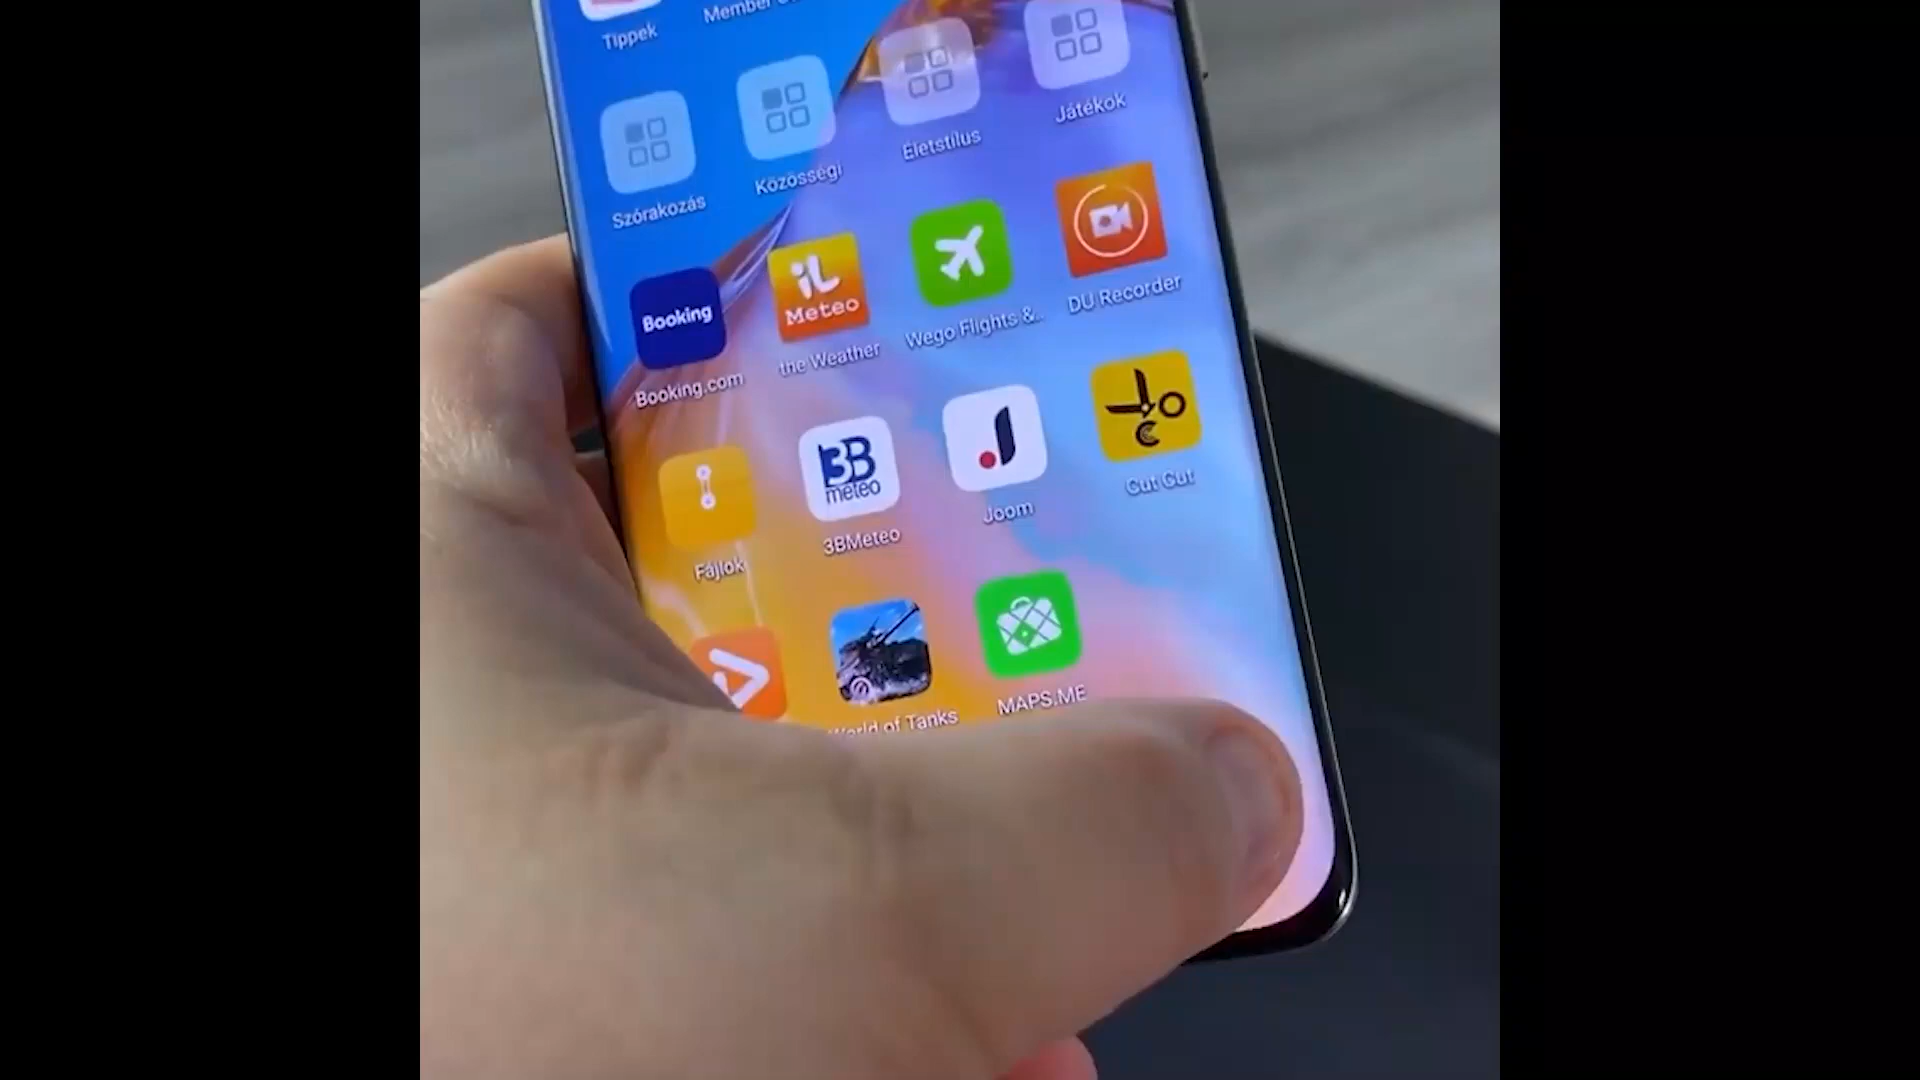 Tippek
Member
Szórakozás
Közösségi
Életstílus
Játékok
Booking
iL
Meteo
Booking.com
the Weather
Wego Flights &..
DU Recorder
3B
meteo
J
C
Fájlok
3BMeteo
Joom
Cut Cut
World of Tanks
MAPS.ME